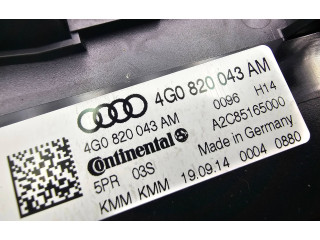 4G0 820 043 AM
4G0 820 043 AM 0096 H14
Continental A2C85165000
5PR 03S Made in Germany
KMM KMM 19.09.14 0004 0880